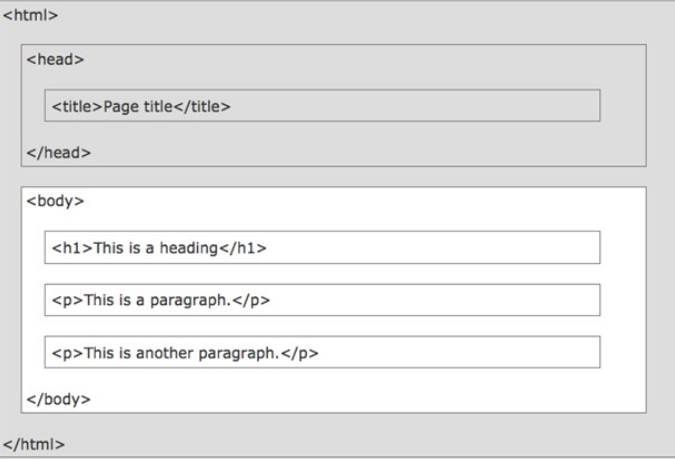 <html>
<head>
<title>Page title</title>
</head>
<body>
<h1>This is a heading</h1>
<p>This is a paragraph.</p>
<p>This is another paragraph.</p>
</body>
</html>